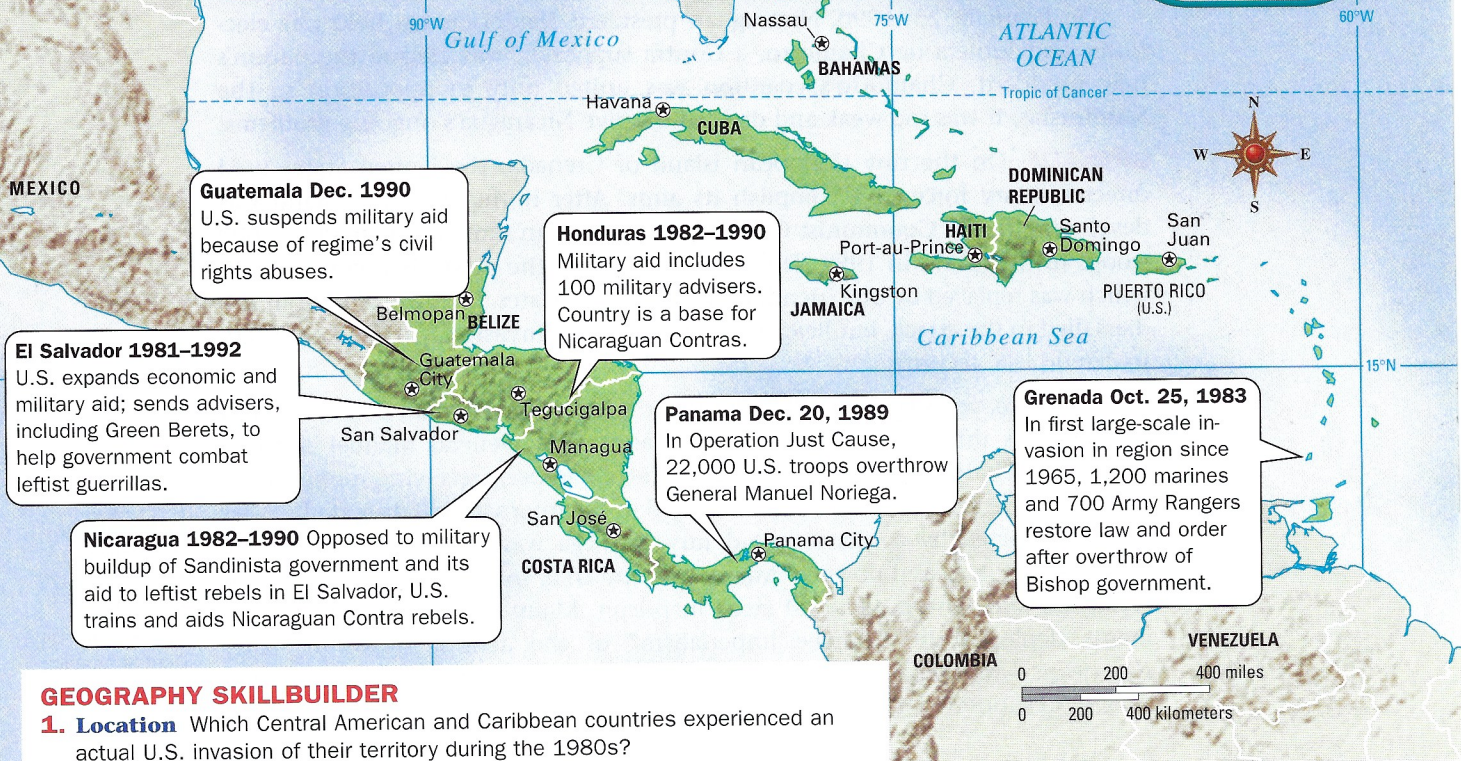 90°W
Gulf of Mexico
Nassau
75°W
ATLANTIC
OCEAN
60°W
BAHAMAS
Tropic of Cancer
Havana
CUBA
N
W
E
S
MEXICO
Guatemala Dec. 1990
U.S. suspends military aid
because of regime's civil
rights abuses.
Honduras 1982–1990
Military aid includes
100 military advisers.
Country is a base for
Nicaraguan Contras.
DOMINICAN
REPUBLIC
HAITI
Port-au-Prince
Santo
Domingo
San
Juan
Kingston
JAMAICA
PUERTO RICO
(U.S.)
Belmopan
BELIZE
Caribbean Sea
El Salvador 1981–1992
U.S. expands economic and
military aid; sends advisers,
including Green Berets, to
help government combat
leftist guerrillas.
Guatemala
City
Tegucigalpa
San Salvador
Managua
15°N
Panama Dec. 20, 1989
In Operation Just Cause,
22,000 U.S. troops overthrow
General Manuel Noriega.
Grenada Oct. 25, 1983
In first large-scale in-
vasion in region since
1965, 1,200 marines
and 700 Army Rangers
restore law and order
after overthrow of
Bishop government.
Nicaragua 1982–1990 Opposed to military
buildup of Sandinista government and its
aid to leftist rebels in El Salvador, U.S.
trains and aids Nicaraguan Contra rebels.
San José
COSTA RICA
Panama City
COLOMBIA
VENEZUELA
0 200 400 miles
0 200 400 kilometers
GEOGRAPHY SKILLBUILDER
1. Location Which Central American and Caribbean countries experienced an
actual U.S. invasion of their territory during the 1980s?